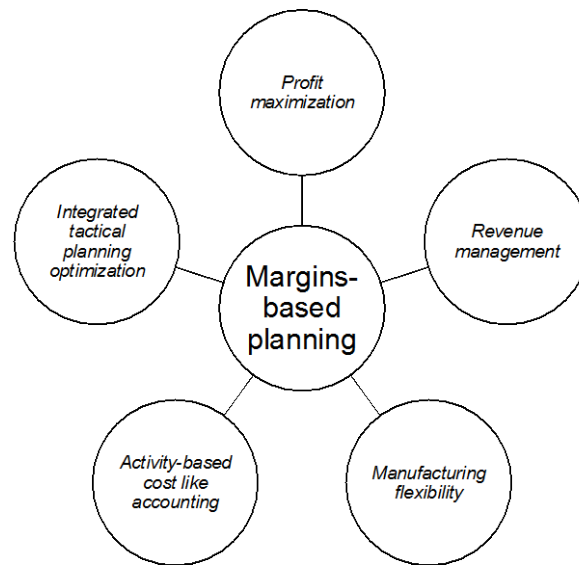 Profit
maximization
Integrated
tactical
planning
optimization
Revenue
management
Margins-
based
planning
Activity-based
cost like
accounting
Manufacturing
flexibility